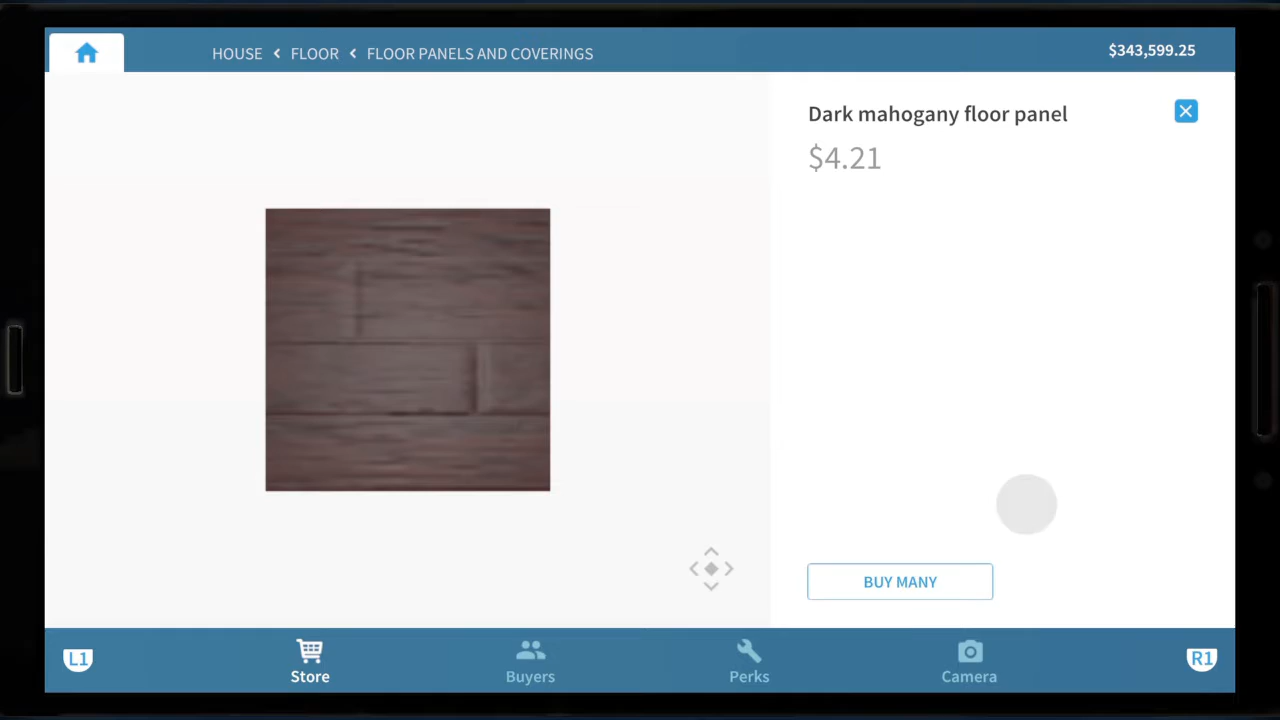 HOUSE < FLOOR < FLOOR PANELS AND COVERINGS
$343,599.25
Dark mahogany floor panel
$4.21
BUY MANY
L1
Store
Buyers
Perks
Camera
R1